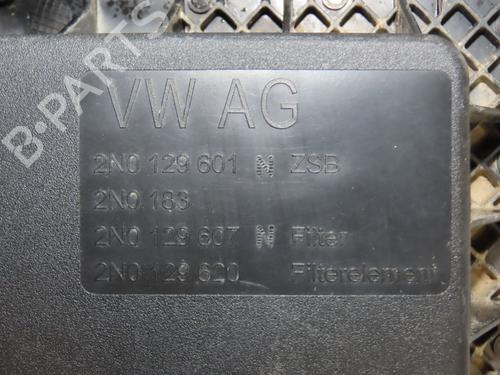 VW AG
2N0 129 601 N ZSB
2N0 183
2N0 129 607 N Filter
2N0 129 620 Filterelement
B-PARTS